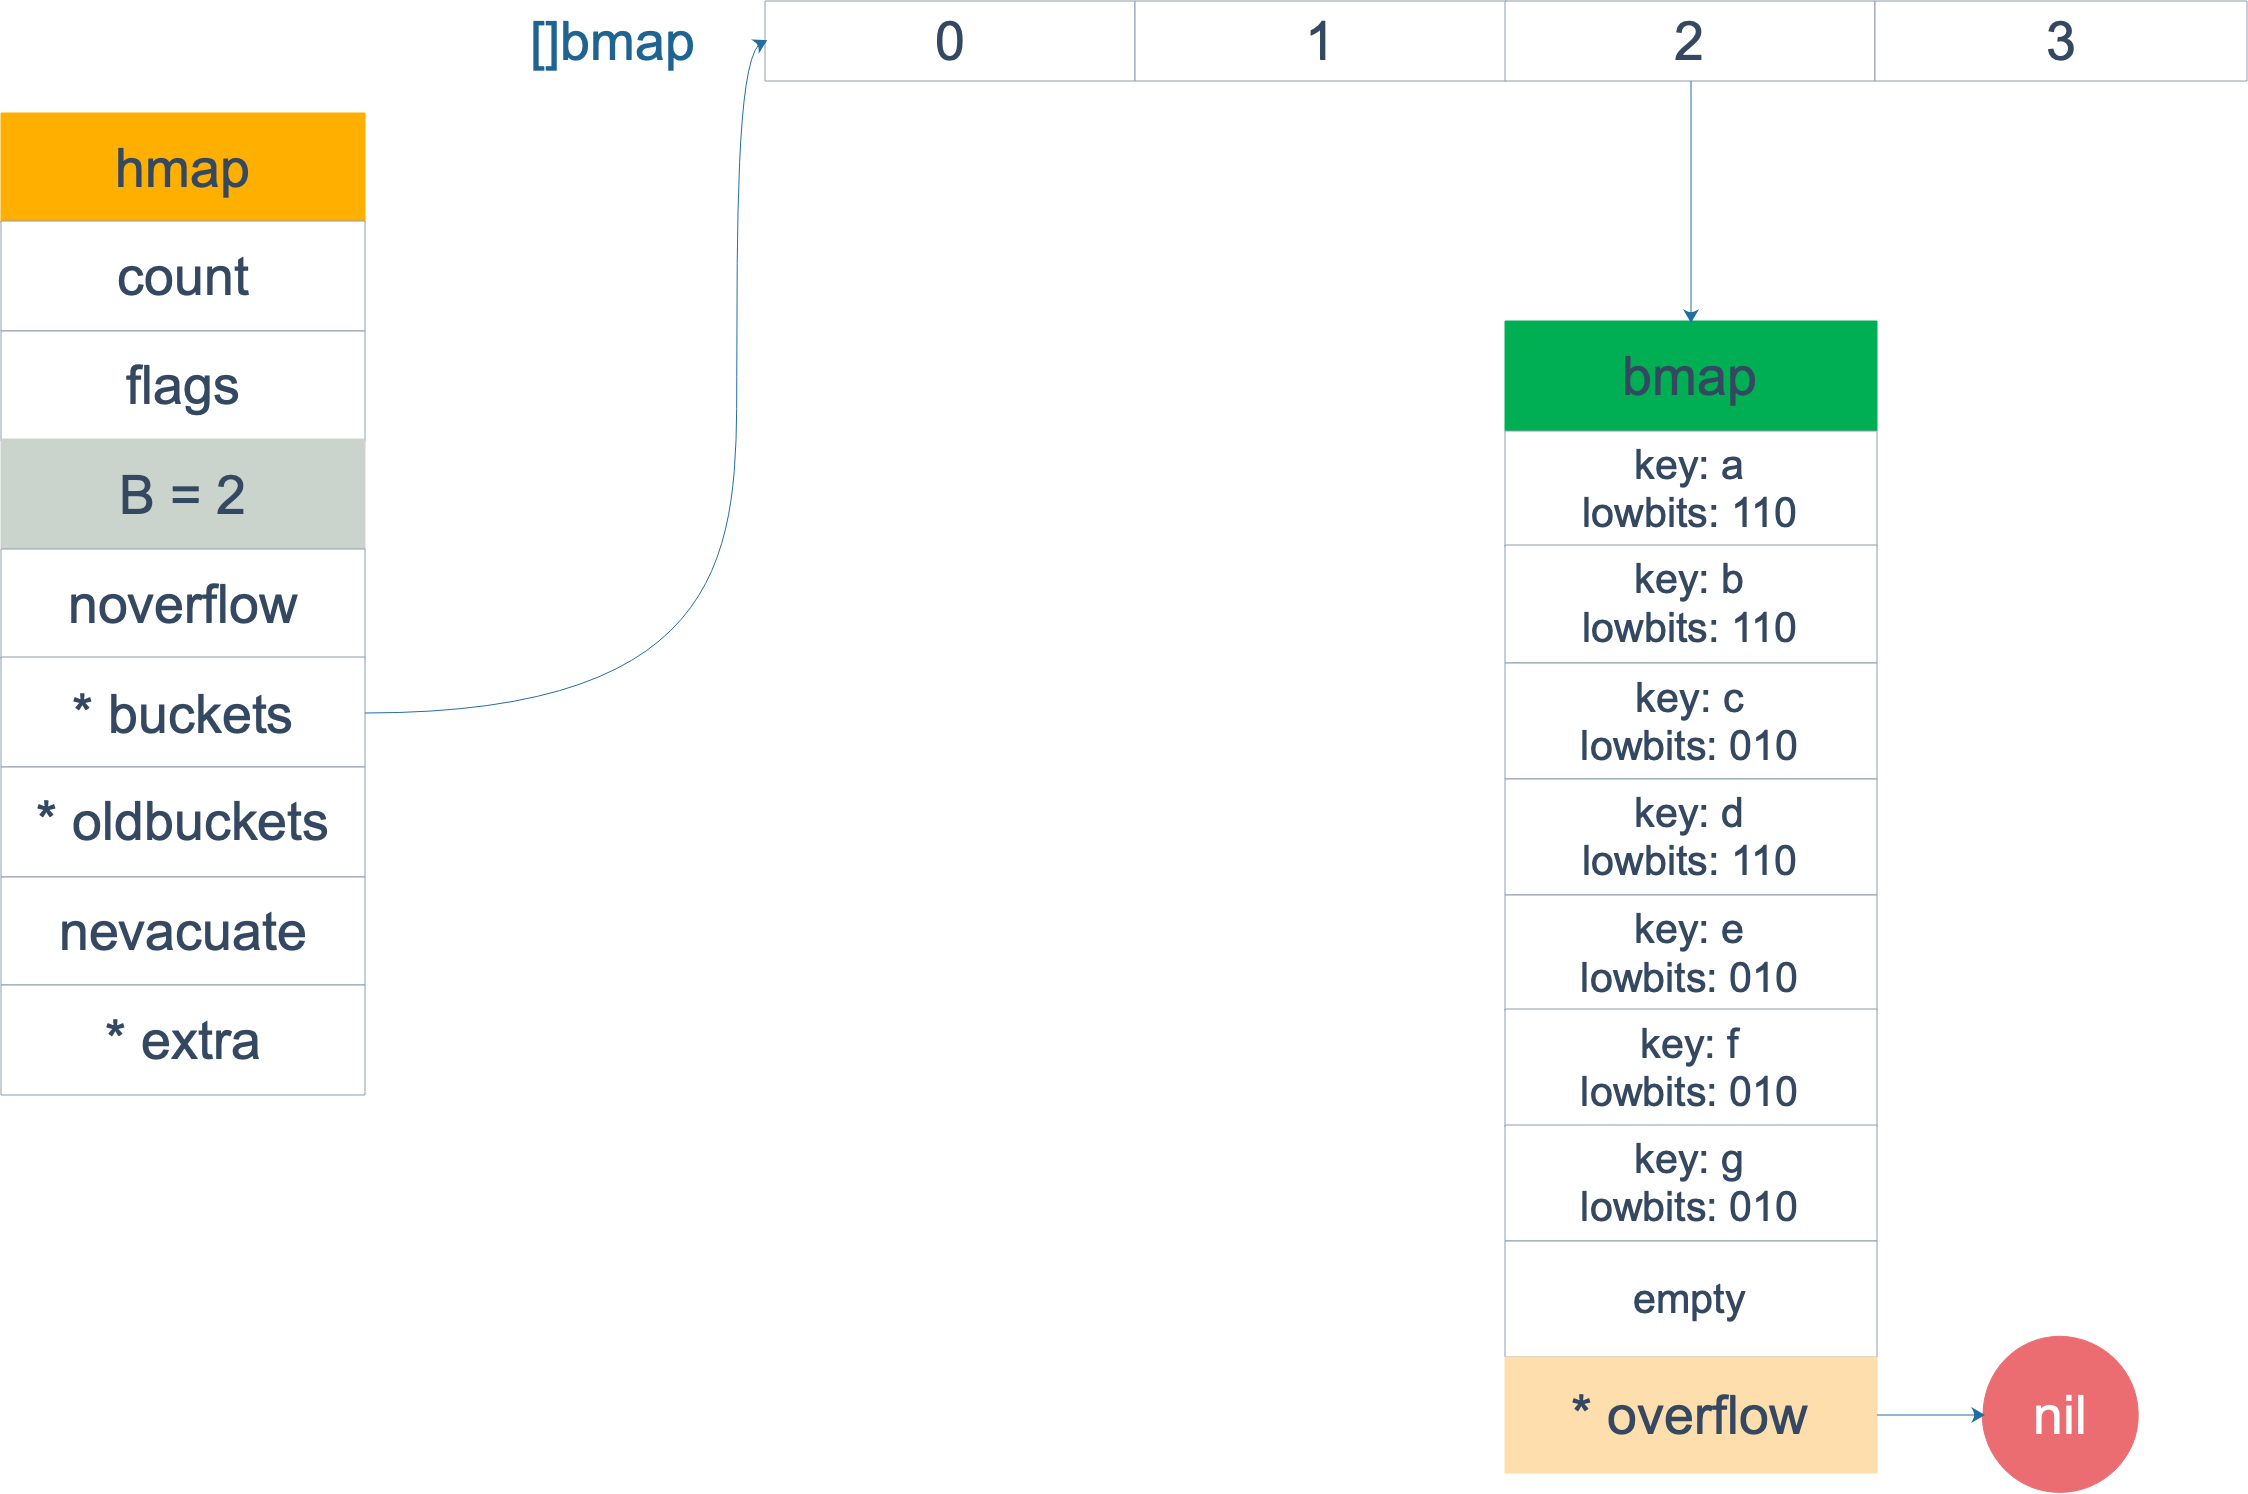 []bmap
0
1
2
3
hmap
count
flags
B = 2
noverflow
* buckets
* oldbuckets
nevacuate
* extra
bmap
key: a
lowbits: 110
key: b
lowbits: 110
key: c
lowbits: 010
key: d
lowbits: 110
key: e
lowbits: 010
key: f
lowbits: 010
key: g
lowbits: 010
empty
* overflow
nil